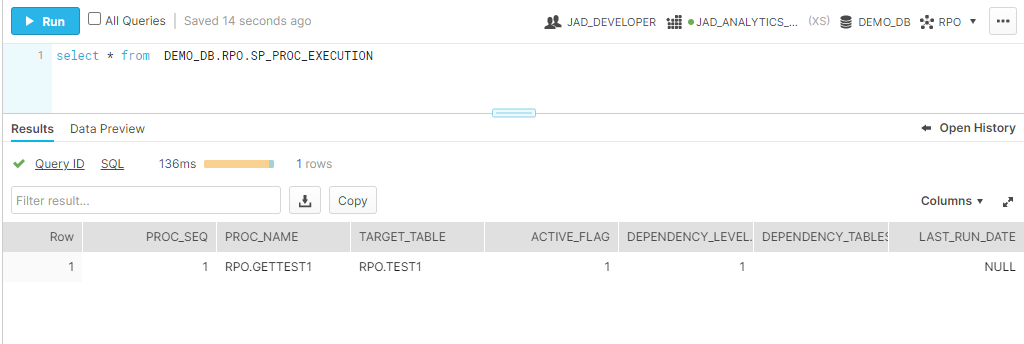 Run All Queries | Saved 14 seconds ago JAD_DEVELOPER JAD_ANALYTICS_... (XS) DEMO_DB RPO ...
1 select * from DEMO_DB.RPO.SP_PROC_EXECUTION
Results Data Preview Open History
Query ID SQL 136ms 1 rows
Filter result... Copy Columns
Row PROC_SEQ PROC_NAME TARGET_TABLE ACTIVE_FLAG DEPENDENCY_LEVEL. DEPENDENCY_TABLES LAST_RUN_DATE
1 1 RPO.GETTEST1 RPO.TEST1 1 1 NULL